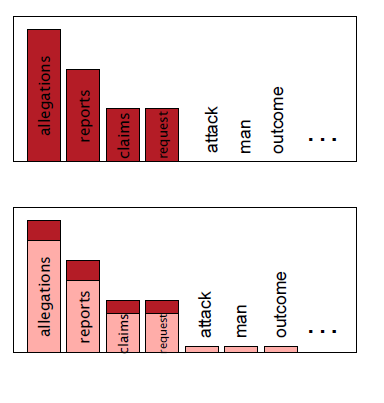 allegations
reports
claims
request
attack
man
outcome
. . .
allegations
reports
claims
request
attack
man
outcome
. . .